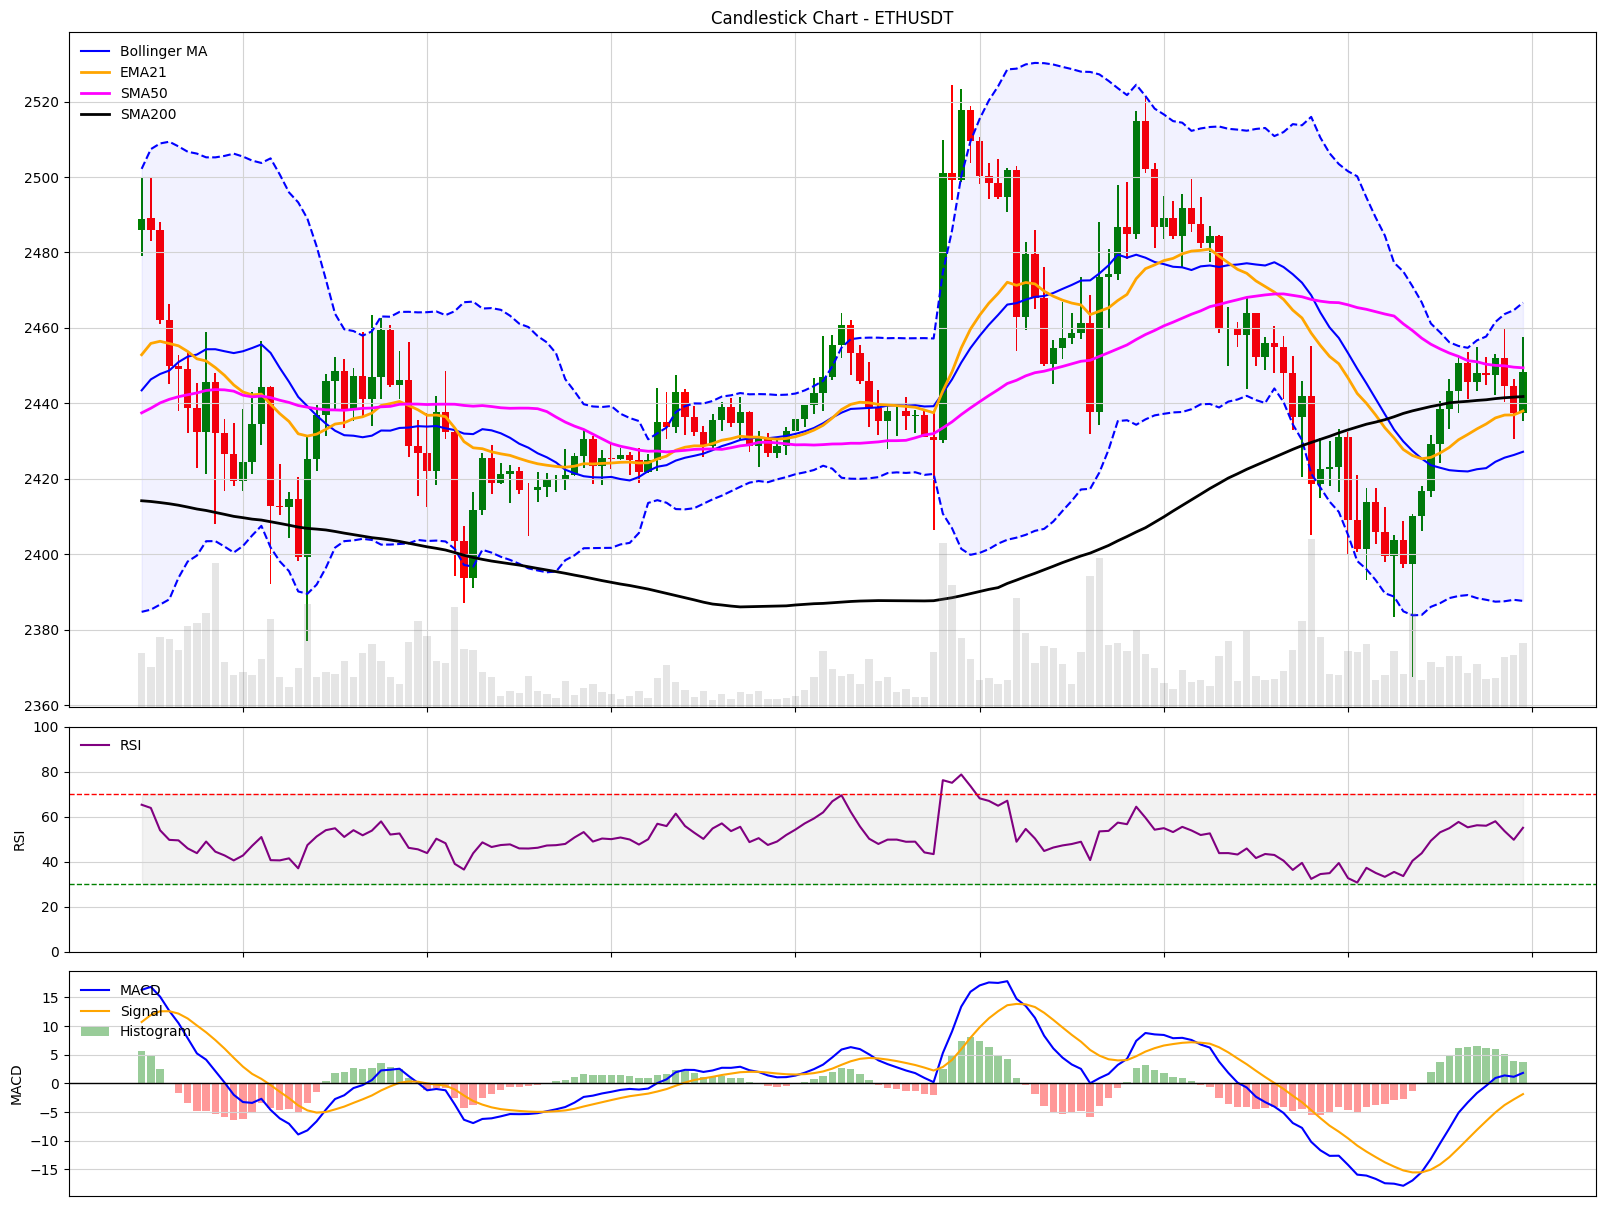 Candlestick Chart - ETHUSDT
Bollinger MA
EMA21
SMA50
SMA200
2520
2500
2480
2460
2440
2420
2400
2380
2360
RSI
100
80
60
40
20
0
RSI
MACD
Signal
Histogram
15
10
5
0
−5
−10
−15
MACD